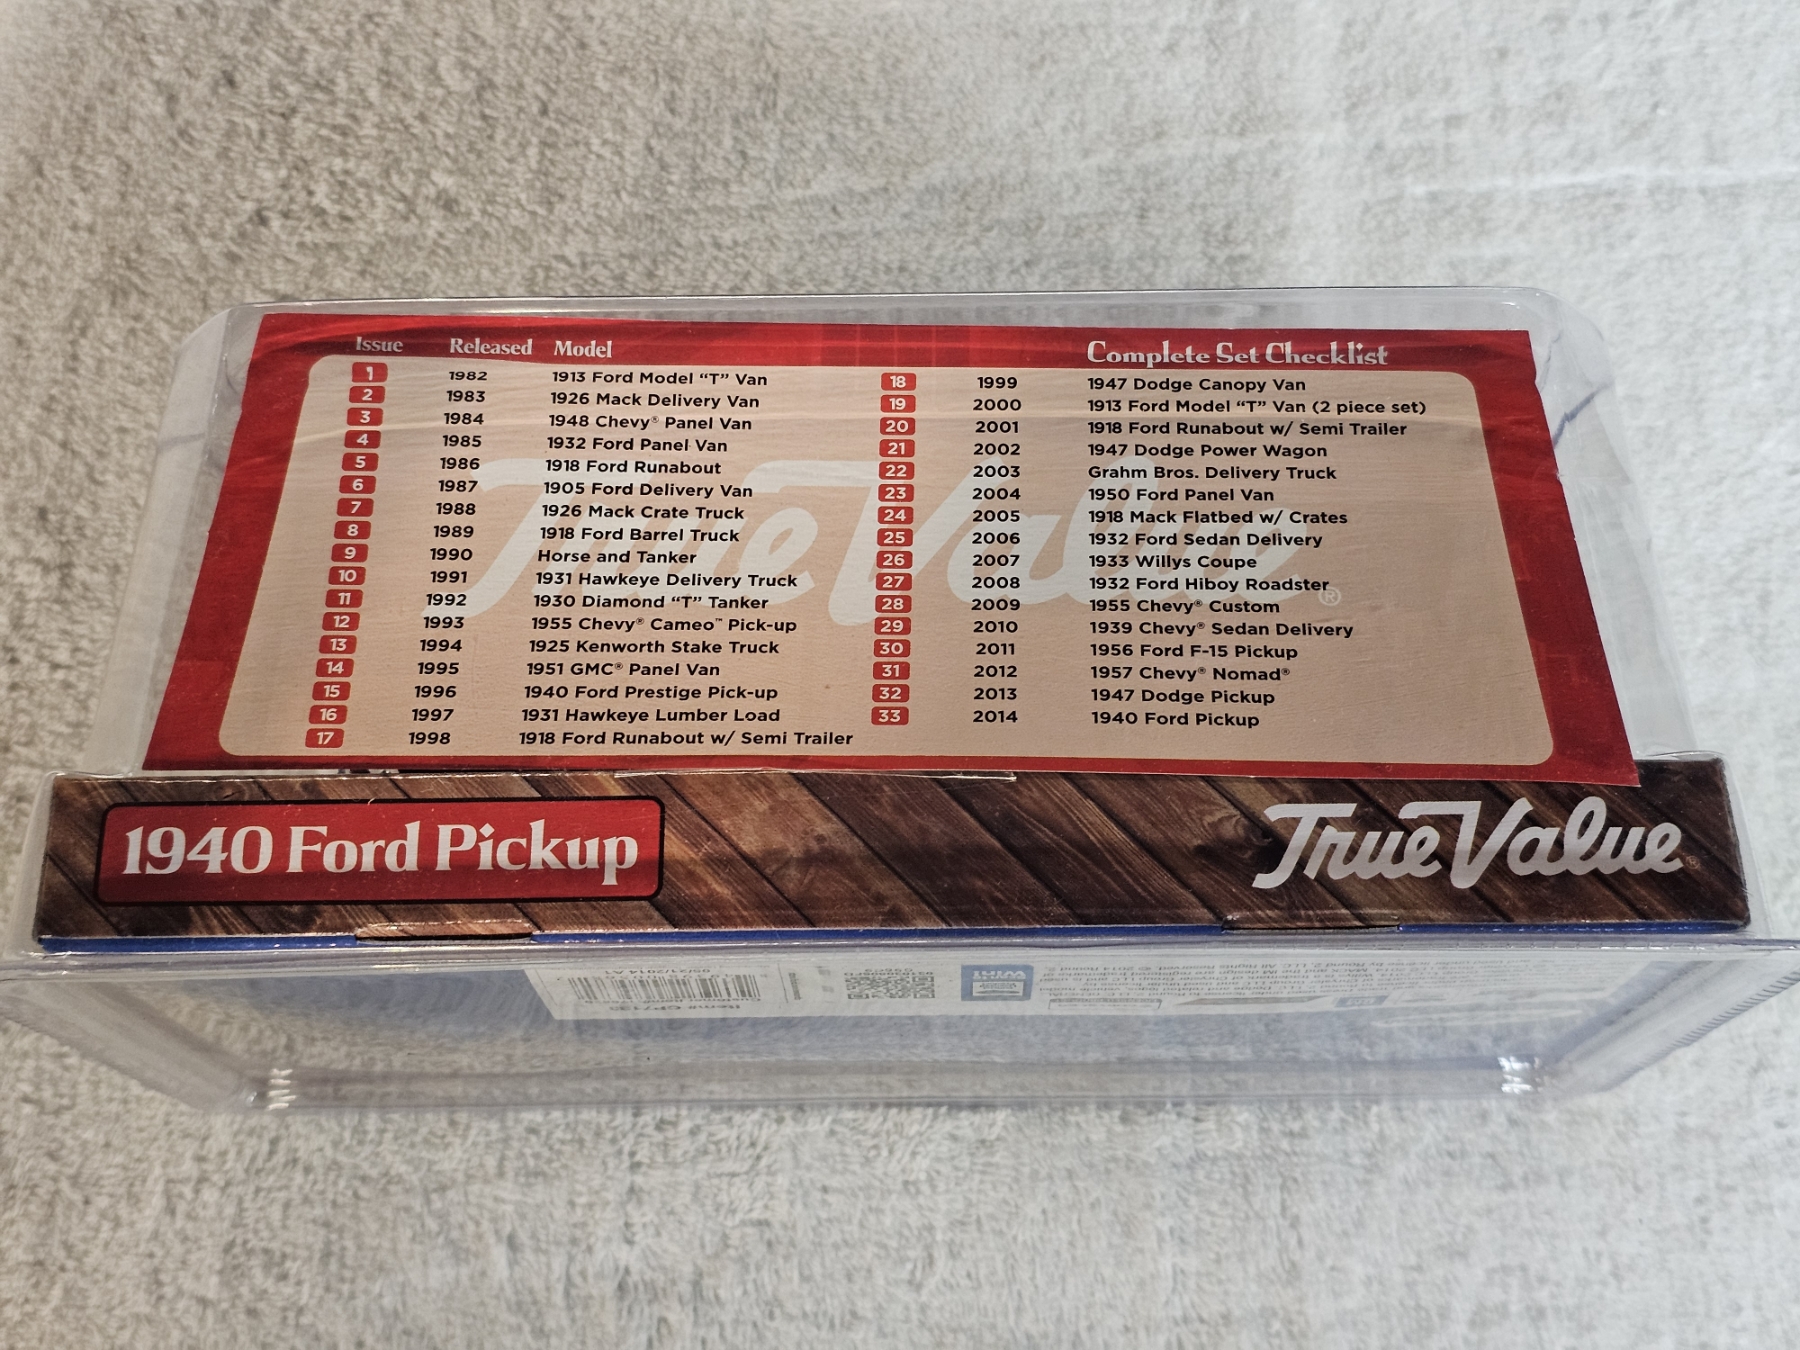 Issue Released Model
1 1982 1913 Ford Model “T” Van
2 1983 1926 Mack Delivery Van
3 1984 1948 Chevy® Panel Van
4 1985 1932 Ford Panel Van
5 1986 1918 Ford Runabout
6 1987 1905 Ford Delivery Van
7 1988 1926 Mack Crate Truck
8 1989 1918 Ford Barrel Truck
9 1990 Horse and Tanker
10 1991 1931 Hawkeye Delivery Truck
11 1992 1930 Diamond “T” Tanker
12 1993 1955 Chevy® Cameo™ Pick-up
13 1994 1925 Kenworth Stake Truck
14 1995 1951 GMC® Panel Van
15 1996 1940 Ford Prestige Pick-up
16 1997 1931 Hawkeye Lumber Load
17 1998 1918 Ford Runabout w/ Semi Trailer
Complete Set Checklist
18 1999 1947 Dodge Canopy Van
19 2000 1913 Ford Model “T” Van (2 piece set)
20 2001 1918 Ford Runabout w/ Semi Trailer
21 2002 1947 Dodge Power Wagon
22 2003 Grahm Bros. Delivery Truck
23 2004 1950 Ford Panel Van
24 2005 1918 Mack Flatbed w/ Crates
25 2006 1932 Ford Sedan Delivery
26 2007 1933 Willys Coupe
27 2008 1932 Ford Hiboy Roadster
28 2009 1955 Chevy® Custom
29 2010 1939 Chevy® Sedan Delivery
30 2011 1956 Ford F-15 Pickup
31 2012 1957 Chevy® Nomad®
32 2013 1947 Dodge Pickup
33 2014 1940 Ford Pickup
True Value®
1940 Ford Pickup
True Value®